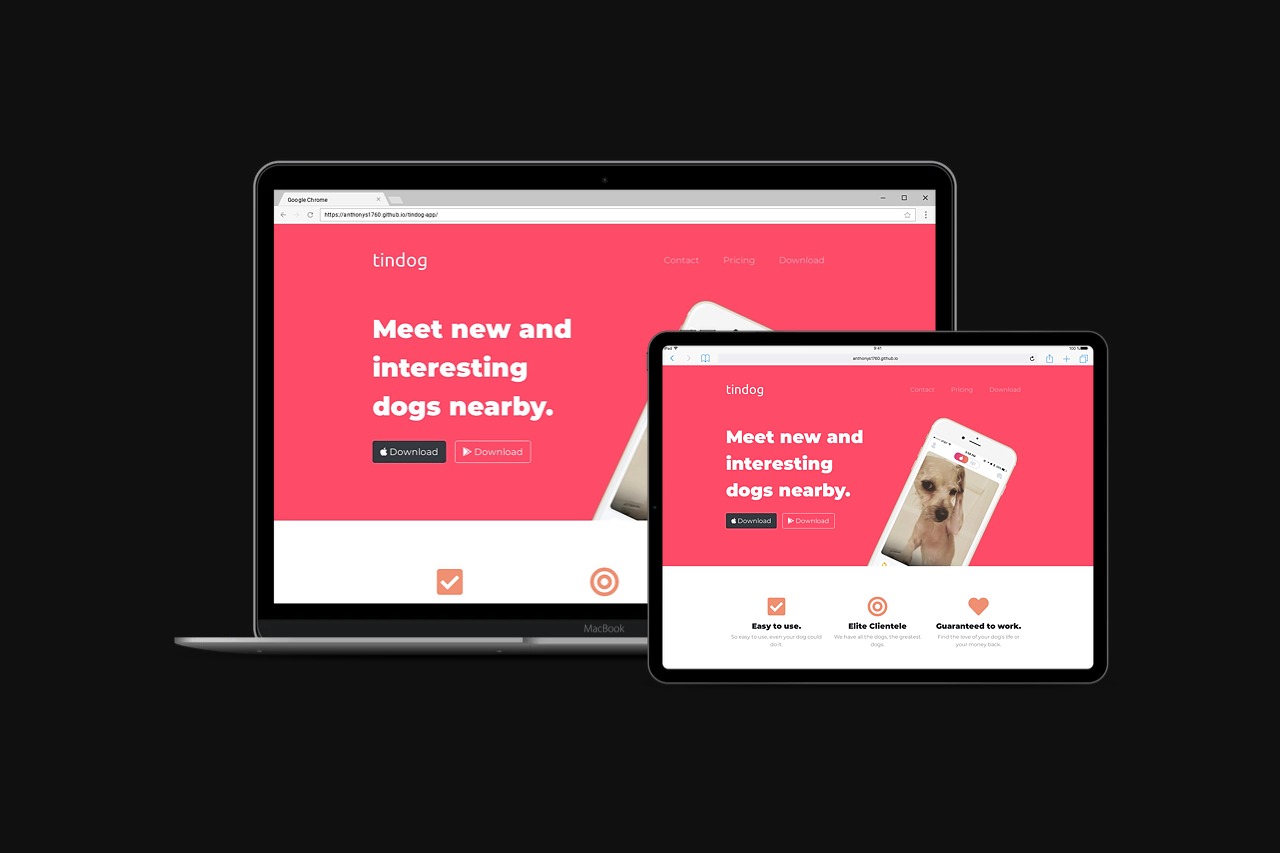 Google Chrome
https://anthonys1760.github.io/tindog-app/
tindog
Contact Pricing Download
Meet new and
interesting
dogs nearby.
Download Download
MacBook
iPad 9:41 100%
anthonys1760.github.io
tindog
Contact Pricing Download
Meet new and
interesting
dogs nearby.
Download Download
Easy to use.
So easy to use, even your dog could
do it.
Elite Clientele
We have all the dogs, the greatest
dogs.
Guaranteed to work.
Find the love of your dog's life or
your money back.